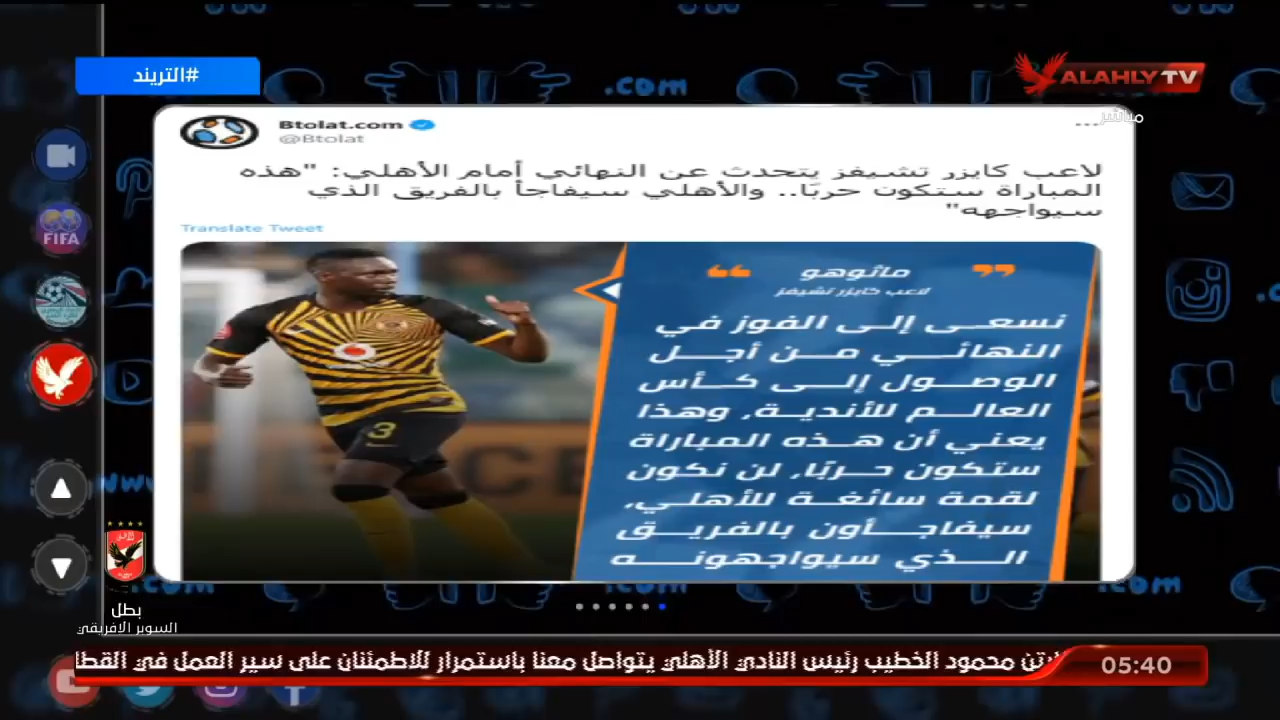 #التريند
ALAHLY TV
مباشر
.com
Btolat.com
@Btolat
لاعب كايزر تشيفز يتحدث عن النهائي أمام الأهلي: "هذه
المباراة ستكون حربًا.. والأهلي سيفاجأ بالفريق الذي
سيواجهه"
Translate Tweet
FIFA
ماثوهو
لاعب كايزر تشيفز
نسعى إلى الفوز في
النهائي من أجل
الوصول إلى كأس
العالم للأندية، وهذا
يعني أن هذه المباراة
ستكون حربًا، لن نكون
لقمة سائغة للأهلي،
سيفاجأون بالفريق
الذي سيواجهونه
3
بطل
السوبر الإفريقي
محمود الخطيب رئيس النادي الأهلي يتواصل معنا باستمرار للاطمئنان على سير العمل في القطا
05:40